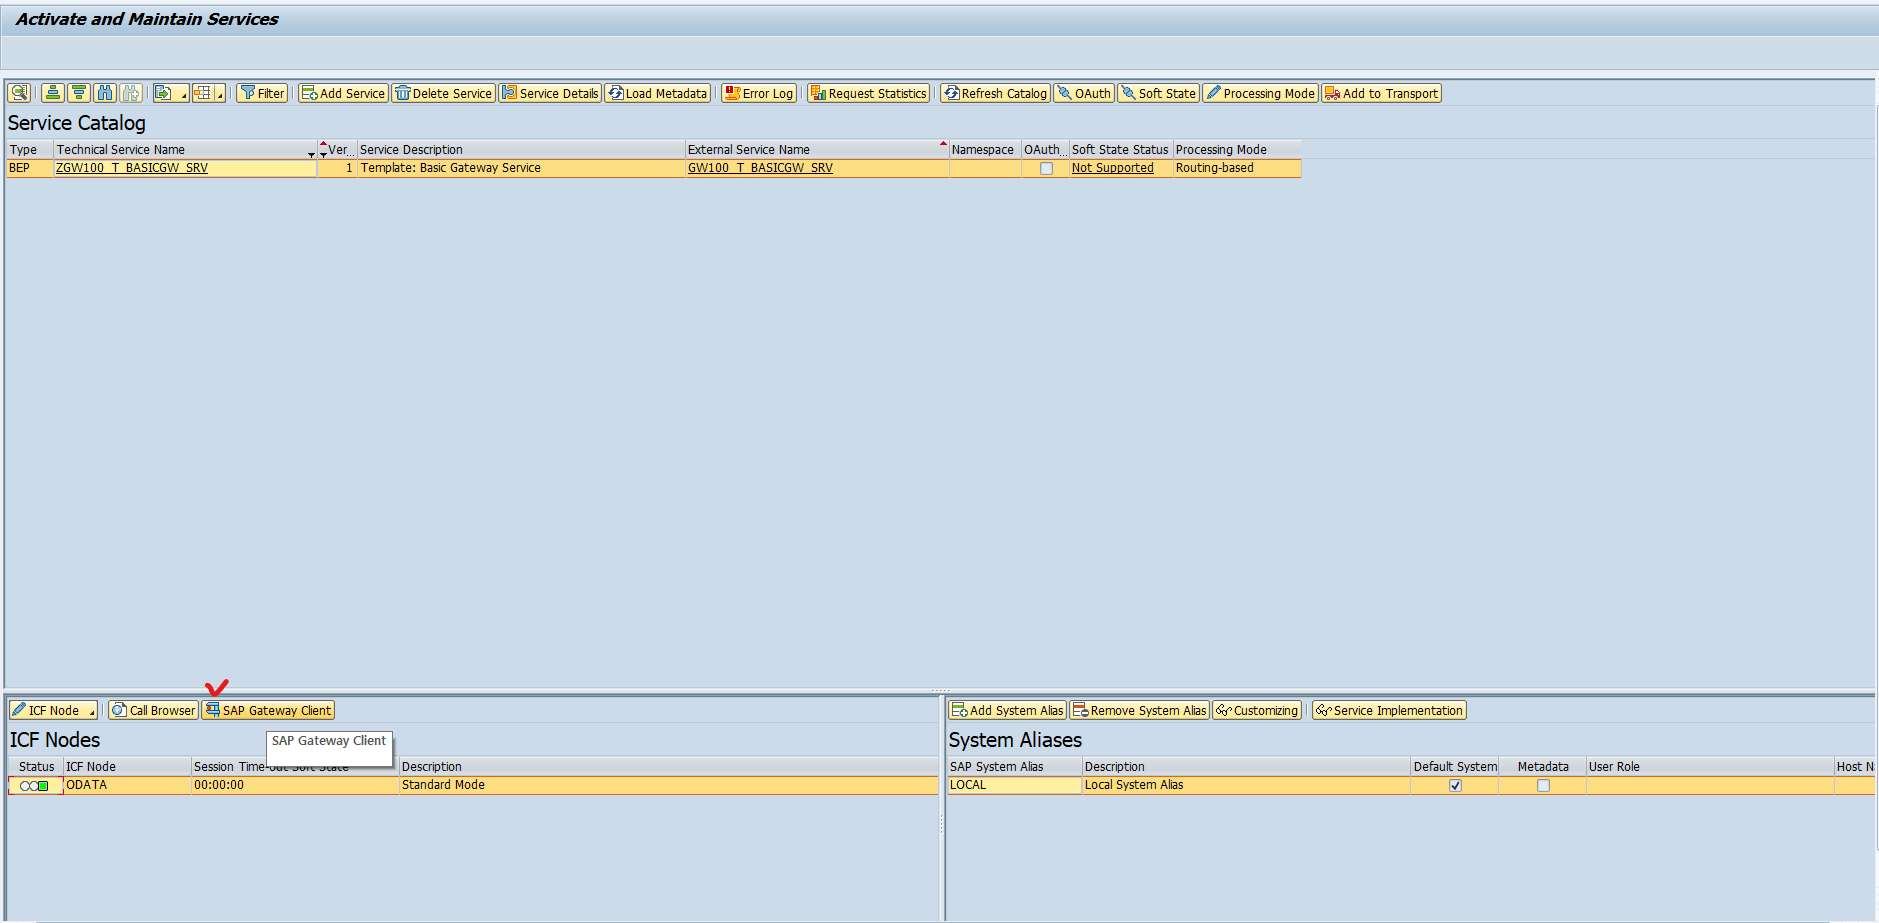 Activate and Maintain Services
Filter Add Service Delete Service Service Details Load Metadata Error Log Request Statistics Refresh Catalog OAuth Soft State Processing Mode Add to Transport
Service Catalog
Type Technical Service Name Ver... Service Description External Service Name Namespace OAuth... Soft State Status Processing Mode
BEP ZGW100_T_BASICGW_SRV 1 Template: Basic Gateway Service GW100_T_BASICGW_SRV Not Supported Routing-based
ICF Node Call Browser SAP Gateway Client
ICF Nodes
SAP Gateway Client
Status ICF Node Session Time-out Soft State Description
ODATA 00:00:00 Standard Mode
Add System Alias Remove System Alias Customizing Service Implementation
System Aliases
SAP System Alias Description Default System Metadata User Role Host N
LOCAL Local System Alias